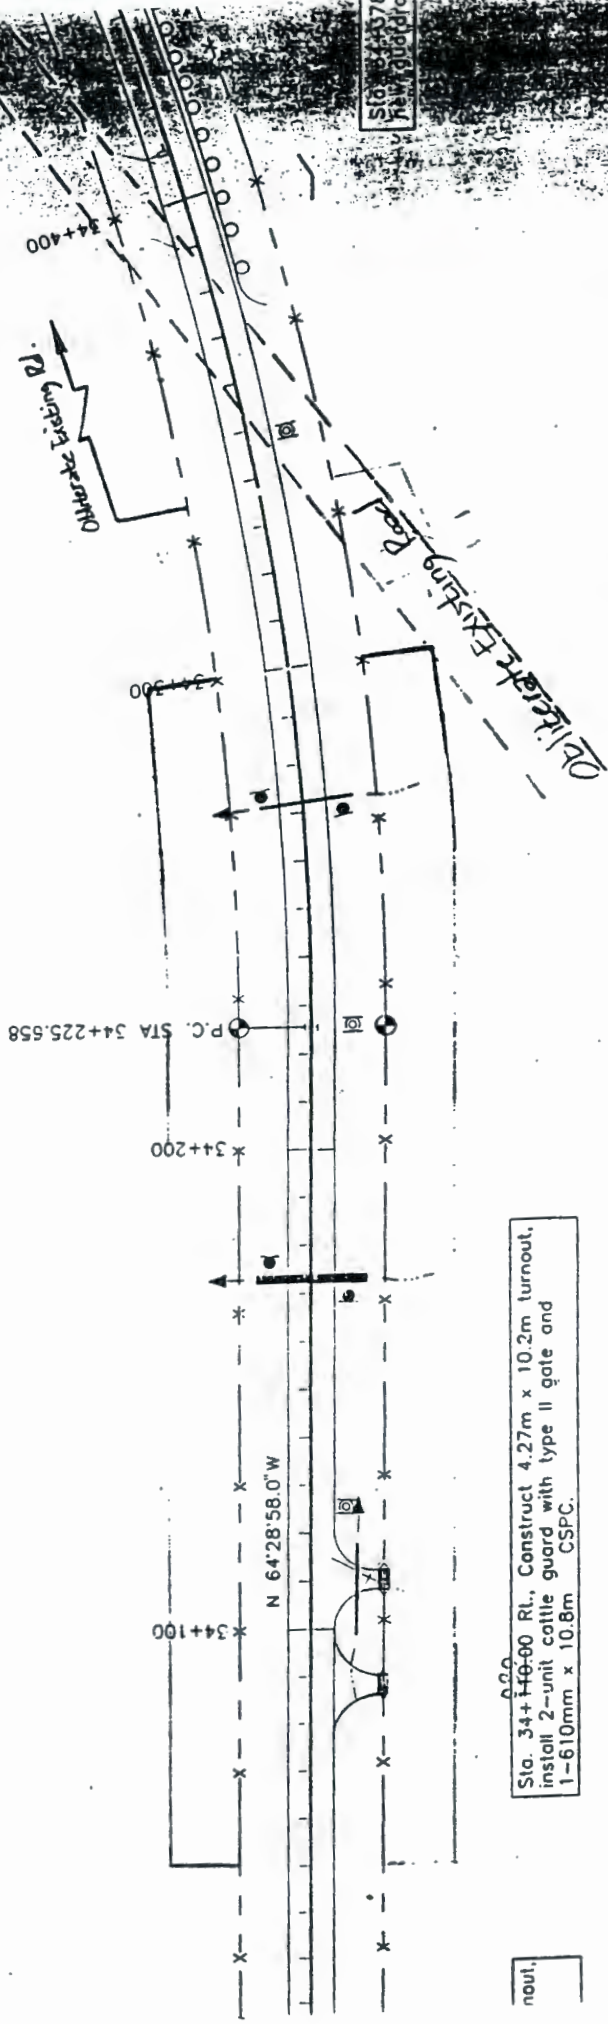 Obliterate Existing Rd.
Obliterate Existing Road
34+400
34+300
P.C. STA 34+225.658
34+200
N 64°28'58.0"W
34+100
Sta. 34+110.00 Rt., Construct 4.27m x 10.2m turnout,
install 2-unit cattle guard with type II gate and
1-610mm x 10.8m CSPC.
nout,